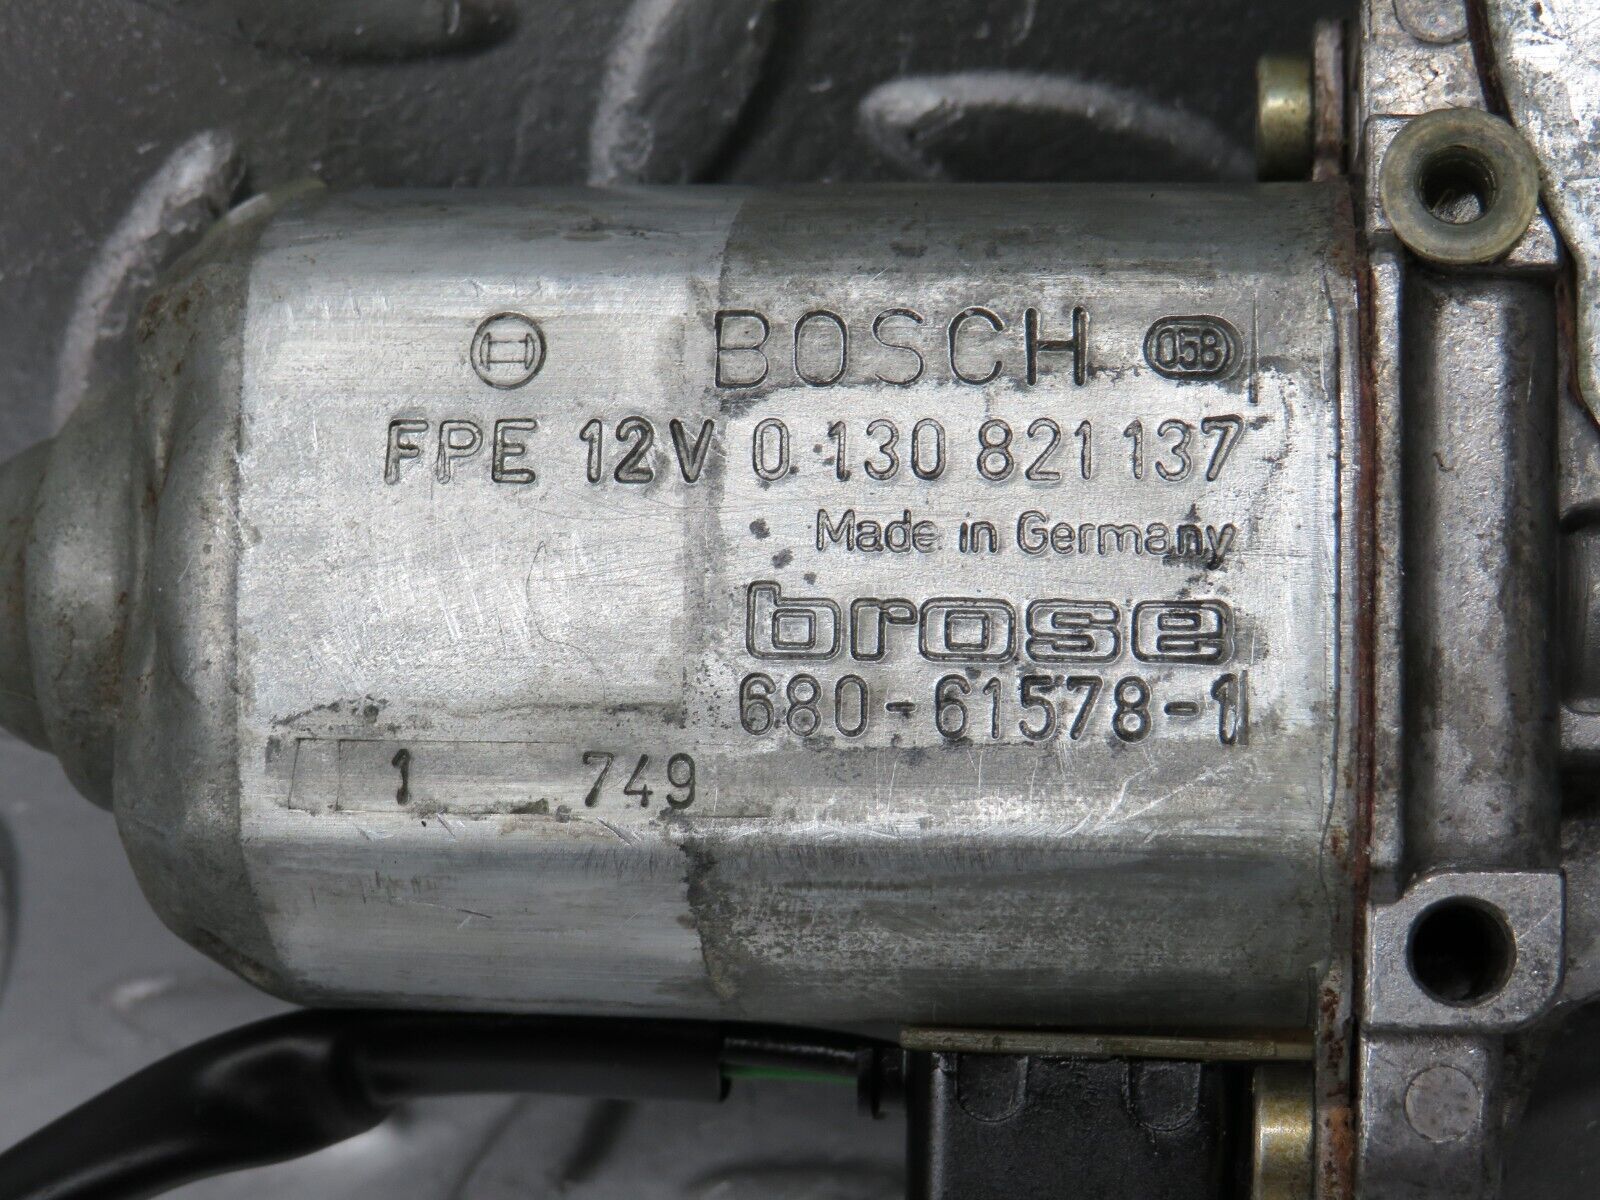 BOSCH 058
FPE 12V 0 130 821 137
Made in Germany
brose
680-61578-1
1 749